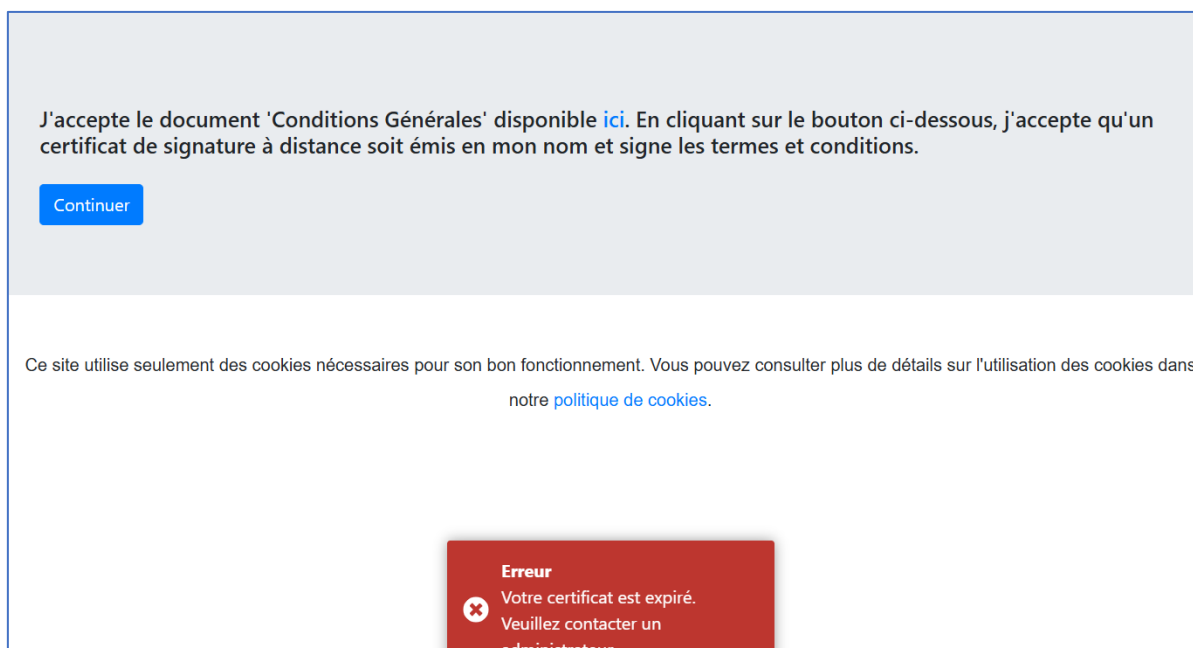 J'accepte le document 'Conditions Générales' disponible ici. En cliquant sur le bouton ci-dessous, j'accepte qu'un
certificat de signature à distance soit émis en mon nom et signe les termes et conditions.
Continuer
Ce site utilise seulement des cookies nécessaires pour son bon fonctionnement. Vous pouvez consulter plus de détails sur l'utilisation des cookies dans
notre politique de cookies.
Erreur
Votre certificat est expiré.
Veuillez contacter un